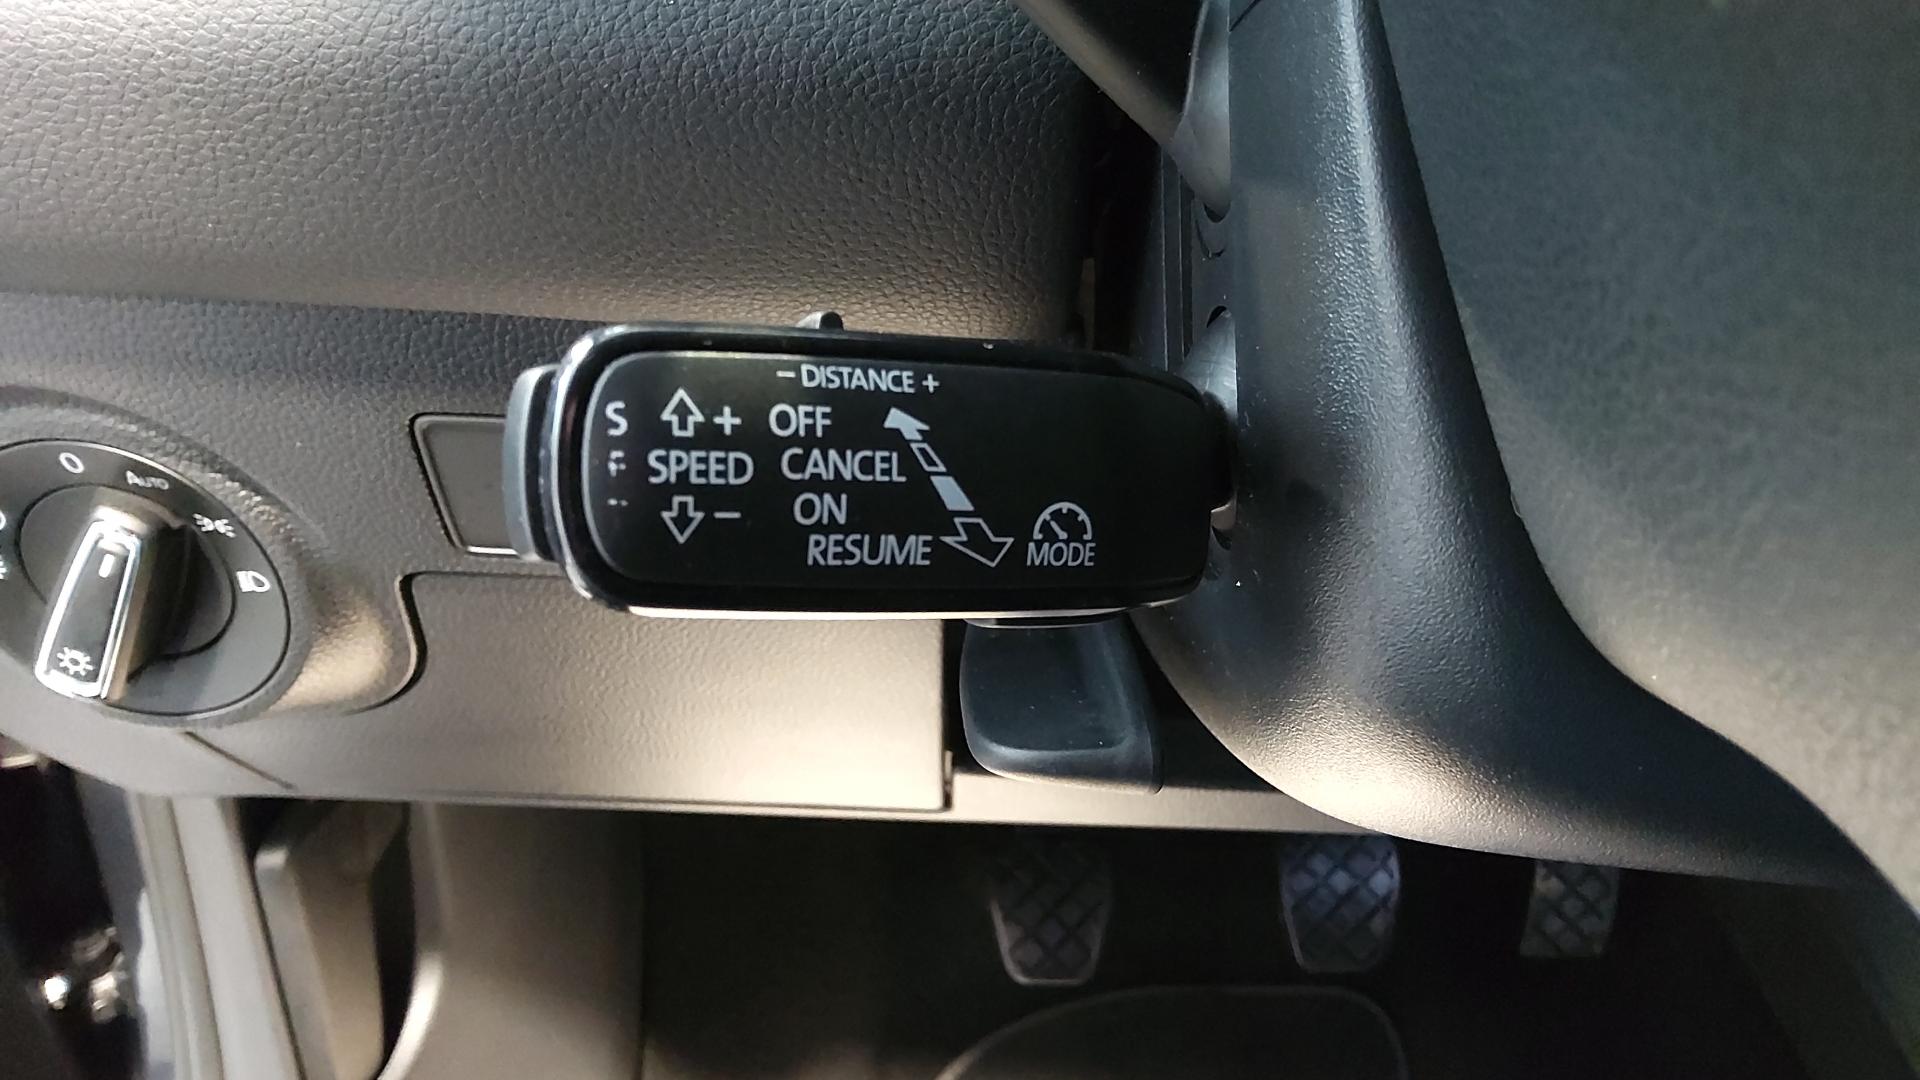 – DISTANCE +
S + OFF
SPEED CANCEL
– ON
RESUME MODE
0 AUTO